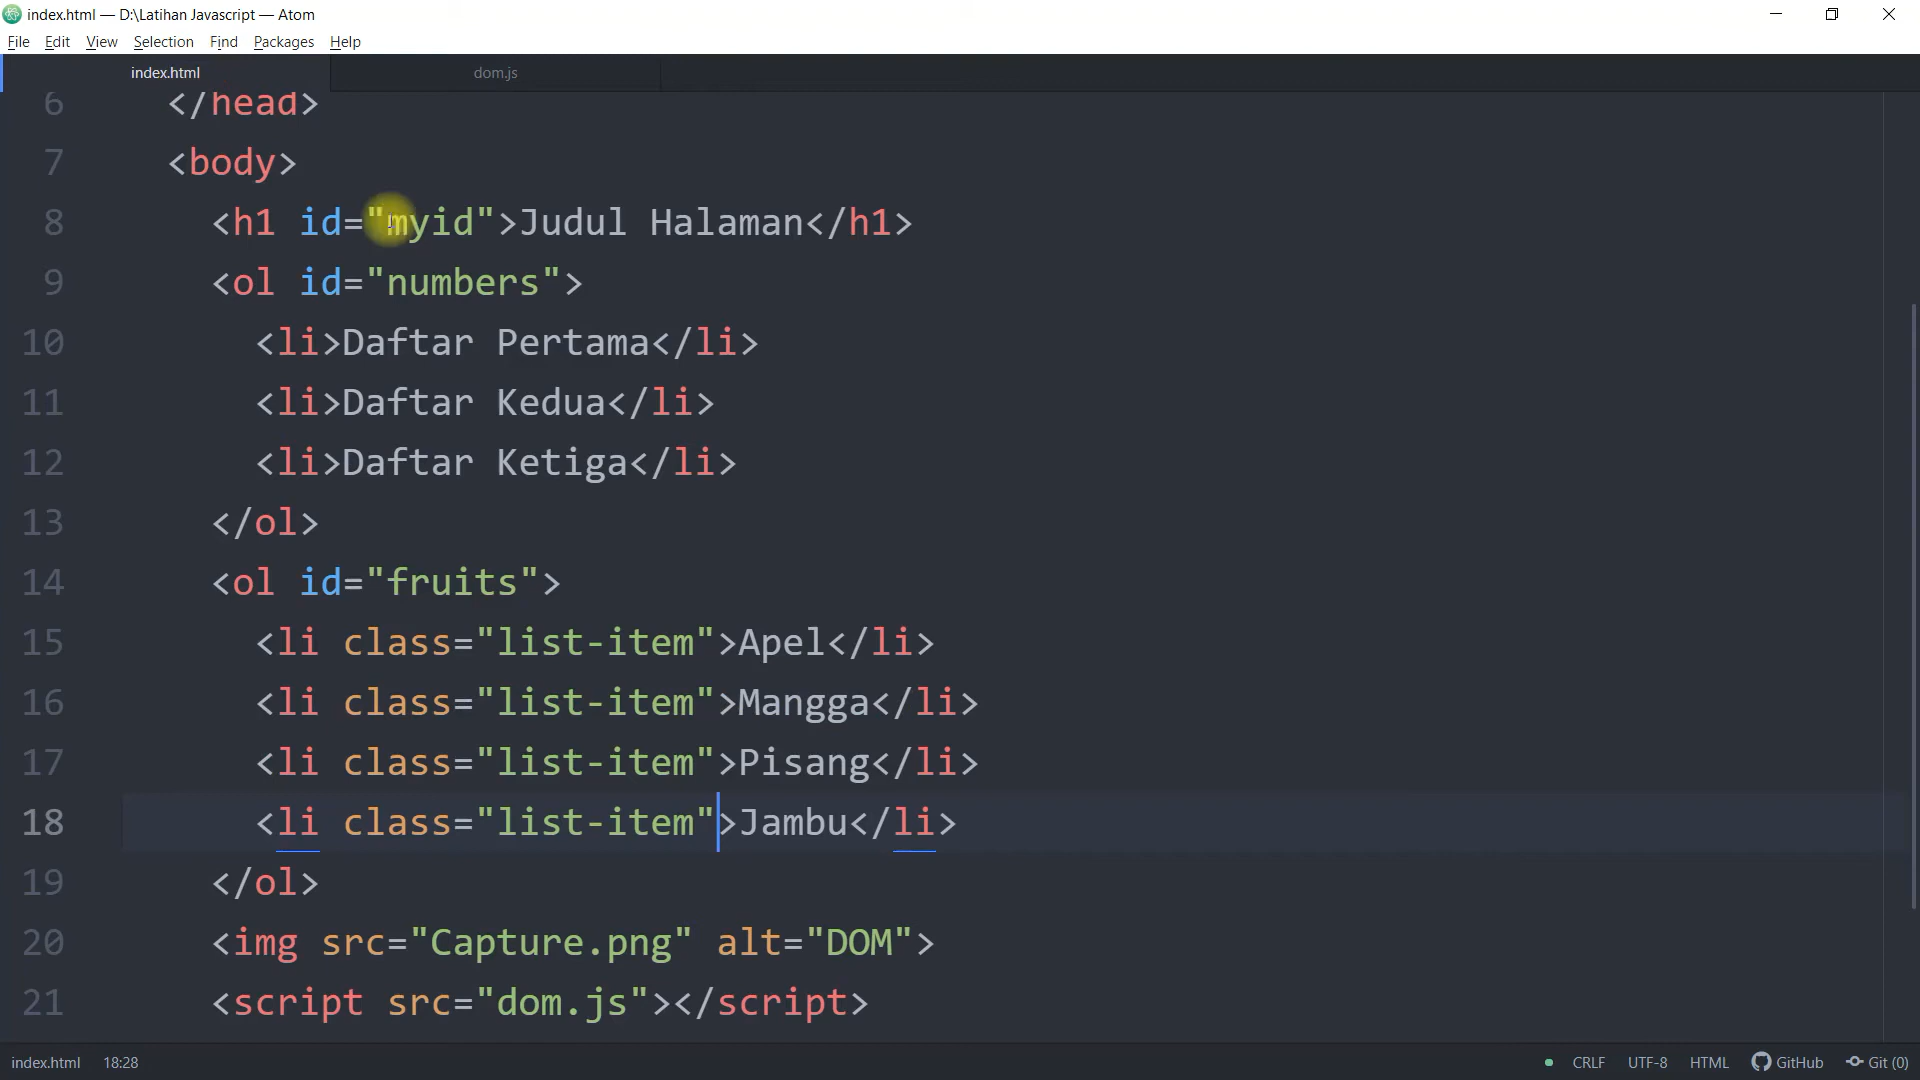 index.html — D:\Latihan Javascript — Atom
File Edit View Selection Find Packages Help
index.html dom.js
6 </head>
7 <body>
8 <h1 id="myid">Judul Halaman</h1>
9 <ol id="numbers">
10 <li>Daftar Pertama</li>
11 <li>Daftar Kedua</li>
12 <li>Daftar Ketiga</li>
13 </ol>
14 <ol id="fruits">
15 <li class="list-item">Apel</li>
16 <li class="list-item">Mangga</li>
17 <li class="list-item">Pisang</li>
18 <li class="list-item">Jambu</li>
19 </ol>
20 <img src="Capture.png" alt="DOM">
21 <script src="dom.js"></script>
index.html 18:28 CRLF UTF-8 HTML GitHub Git (0)